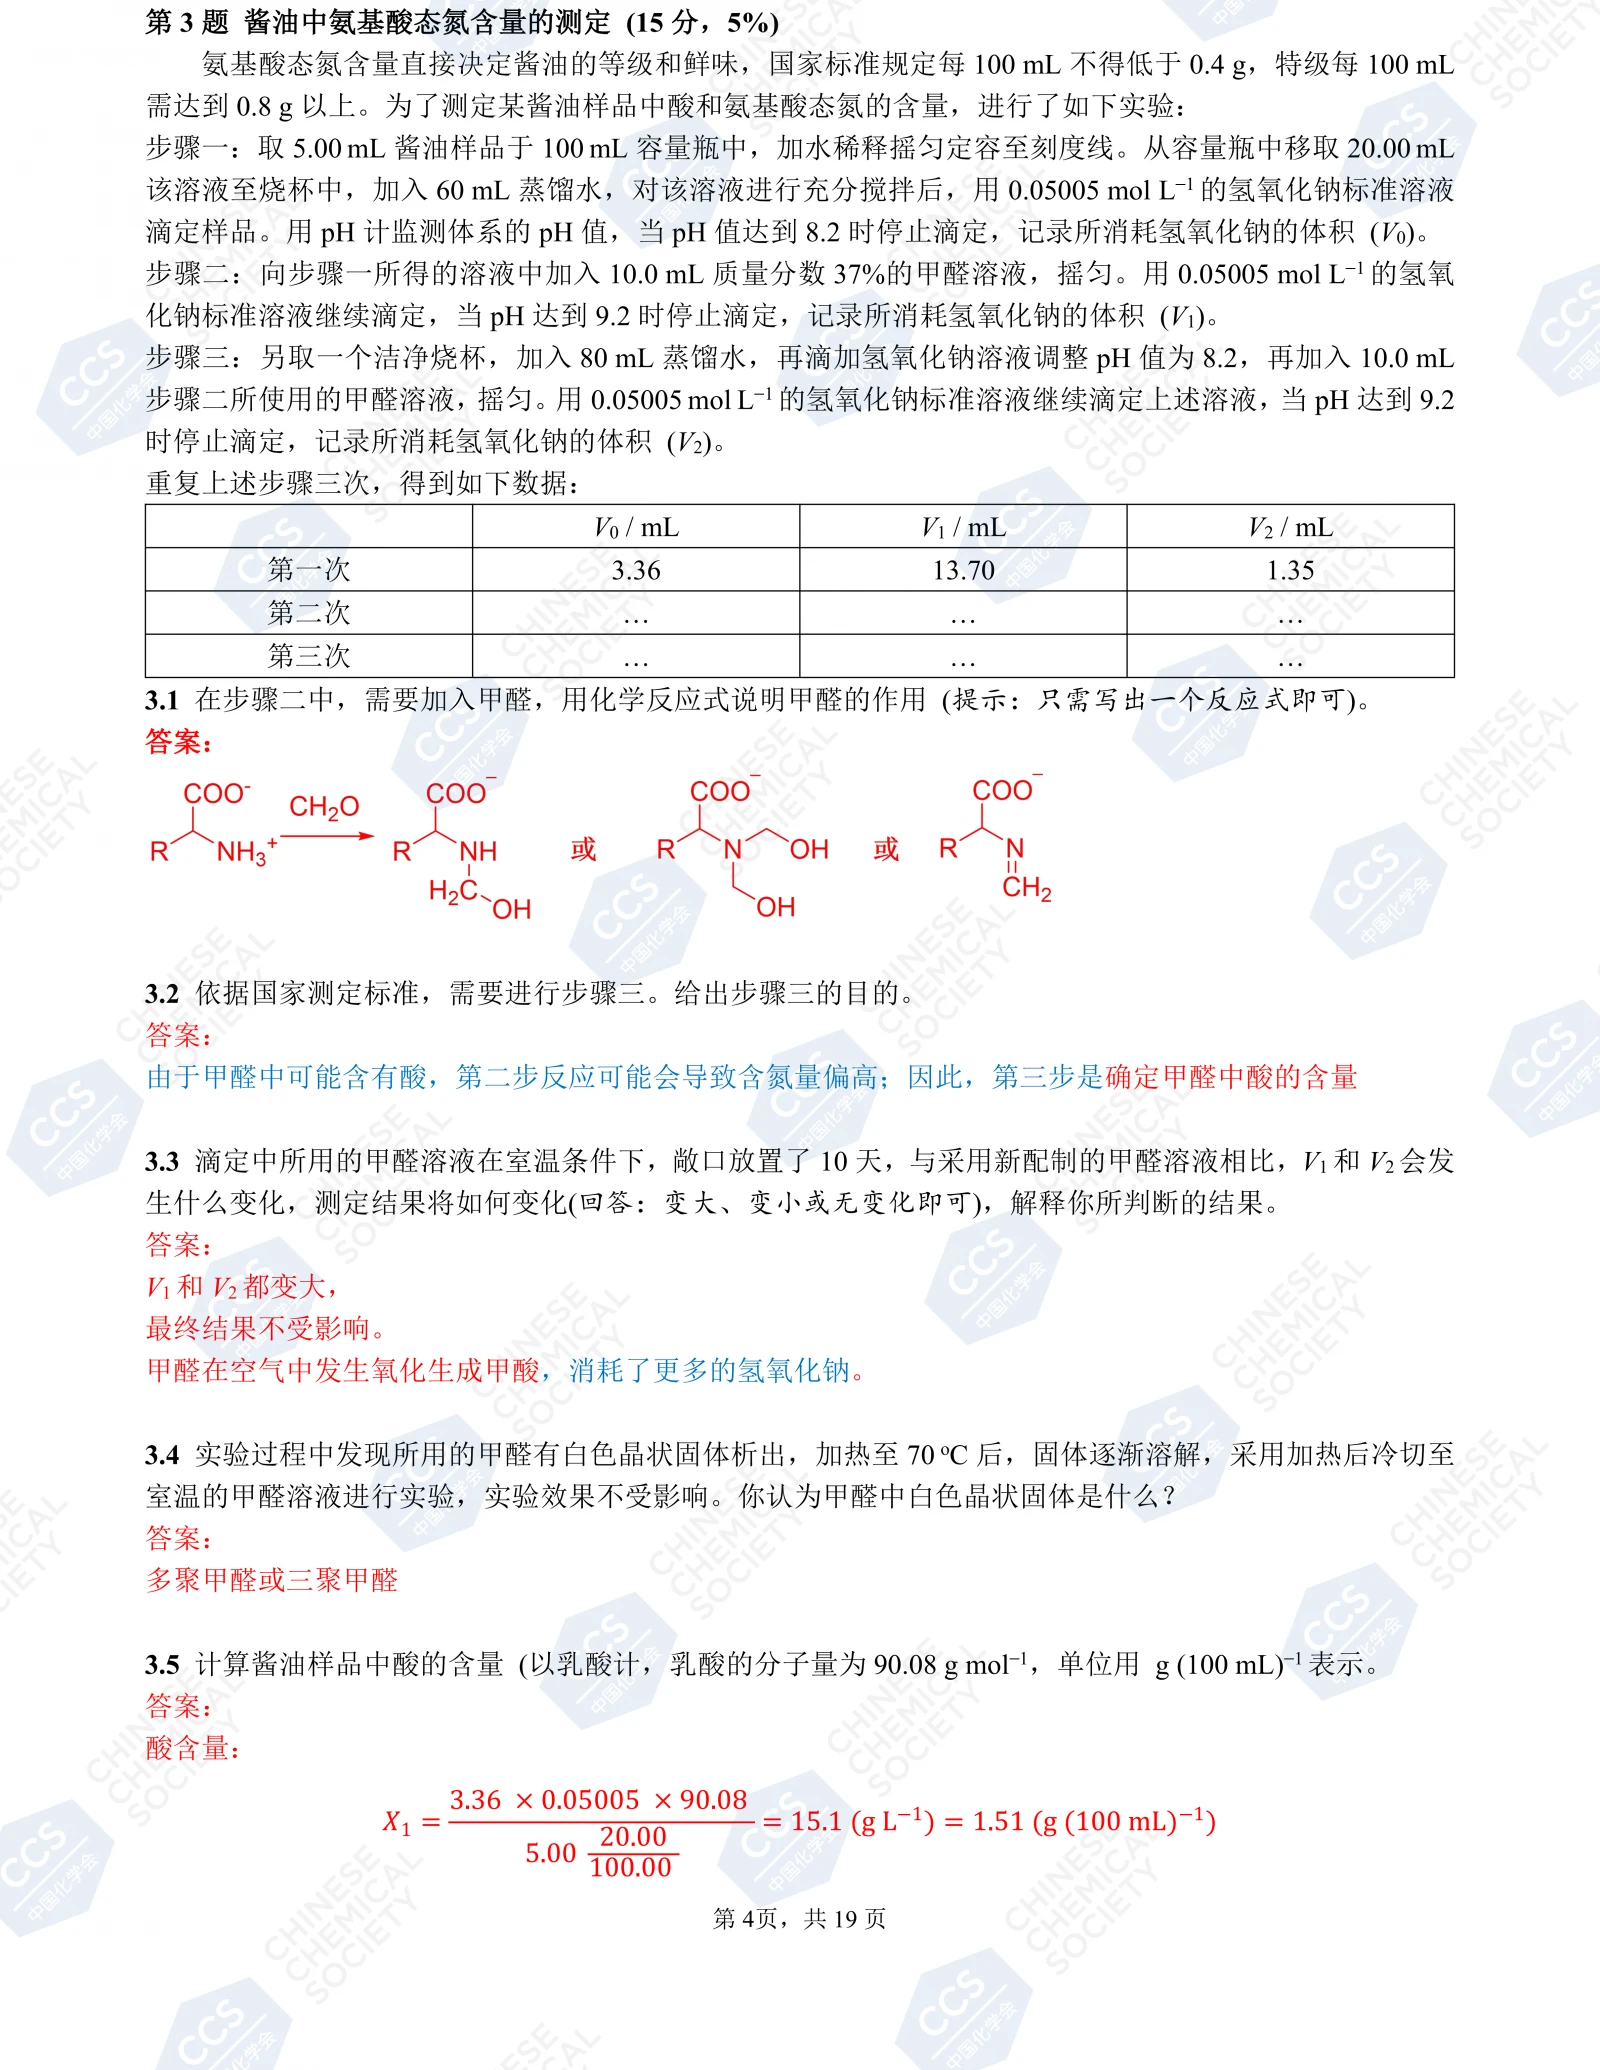 第 3 题 酱油中氨基酸态氮含量的测定 (15 分，5%)
氨基酸态氮含量直接决定酱油的等级和鲜味，国家标准规定每 100 mL 不得低于 0.4 g，特级每 100 mL
需达到 0.8 g 以上。为了测定某酱油样品中酸和氨基酸态氮的含量，进行了如下实验：
步骤一：取 5.00 mL 酱油样品于 100 mL 容量瓶中，加水稀释摇匀定容至刻度线。从容量瓶中移取 20.00 mL
该溶液至烧杯中，加入 60 mL 蒸馏水，对该溶液进行充分搅拌后，用 0.05005 mol L⁻¹ 的氢氧化钠标准溶液
滴定样品。用 pH 计监测体系的 pH 值，当 pH 值达到 8.2 时停止滴定，记录所消耗氢氧化钠的体积 (V₀)。
步骤二：向步骤一所得的溶液中加入 10.0 mL 质量分数 37%的甲醛溶液，摇匀。用 0.05005 mol L⁻¹ 的氢氧
化钠标准溶液继续滴定，当 pH 达到 9.2 时停止滴定，记录所消耗氢氧化钠的体积 (V₁)。
步骤三：另取一个洁净烧杯，加入 80 mL 蒸馏水，再滴加氢氧化钠溶液调整 pH 值为 8.2，再加入 10.0 mL
步骤二所使用的甲醛溶液，摇匀。用 0.05005 mol L⁻¹ 的氢氧化钠标准溶液继续滴定上述溶液，当 pH 达到 9.2
时停止滴定，记录所消耗氢氧化钠的体积 (V₂)。
重复上述步骤三次，得到如下数据：
V₀ / mL V₁ / mL V₂ / mL
第一次 3.36 13.70 1.35
第二次 … … …
第三次 … … …
3.1 在步骤二中，需要加入甲醛，用化学反应式说明甲醛的作用 (提示：只需写出一个反应式即可)。
答案：
COO⁻ CH₂O COO⁻ COO⁻ COO⁻
R NH₃⁺ R NH 或 R N OH 或 R N
H₂C OH OH CH₂
3.2 依据国家测定标准，需要进行步骤三。给出步骤三的目的。
答案：
由于甲醛中可能含有酸，第二步反应可能会导致含氮量偏高；因此，第三步是确定甲醛中酸的含量
3.3 滴定中所用的甲醛溶液在室温条件下，敞口放置了 10 天，与采用新配制的甲醛溶液相比，V₁ 和 V₂ 会发
生什么变化，测定结果将如何变化(回答：变大、变小或无变化即可)，解释你所判断的结果。
答案：
V₁ 和 V₂ 都变大，
最终结果不受影响。
甲醛在空气中发生氧化生成甲酸，消耗了更多的氢氧化钠。
3.4 实验过程中发现所用的甲醛有白色晶状固体析出，加热至 70 ºC 后，固体逐渐溶解，采用加热后冷切至
室温的甲醛溶液进行实验，实验效果不受影响。你认为甲醛中白色晶状固体是什么？
答案：
多聚甲醛或三聚甲醛
3.5 计算酱油样品中酸的含量 (以乳酸计，乳酸的分子量为 90.08 g mol⁻¹，单位用 g (100 mL)⁻¹ 表示。
答案：
酸含量：
3.36 × 0.05005 × 90.08
X₁ = = 15.1 (g L⁻¹) = 1.51 (g (100 mL)⁻¹)
5.00 20.00
100.00
第 4页，共 19 页
CCS 中国化学会 CHINESE CHEMICAL SOCIETY